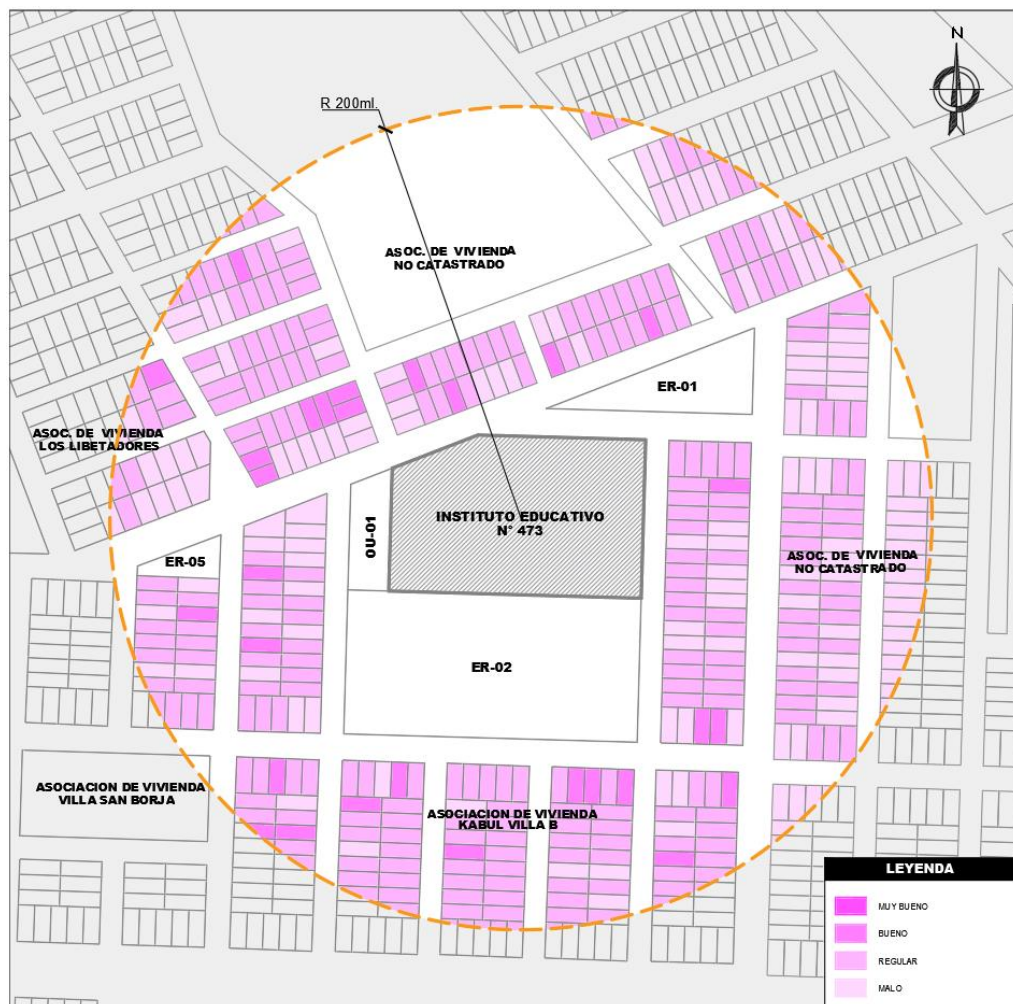 N
R 200ml.
ASOC. DE VIVIENDA
NO CATASTRADO
ER-01
ASOC. DE VIVIENDA
LOS LIBETADORES
INSTITUTO EDUCATIVO
N° 473
OU-01
ER-05
ASOC. DE VIVIENDA
NO CATASTRADO
ER-02
ASOCIACION DE VIVIENDA
VILLA SAN BORJA
ASOCIACION DE VIVIENDA
KABUL VILLA B
LEYENDA
MUY BUENO
BUENO
REGULAR
MALO